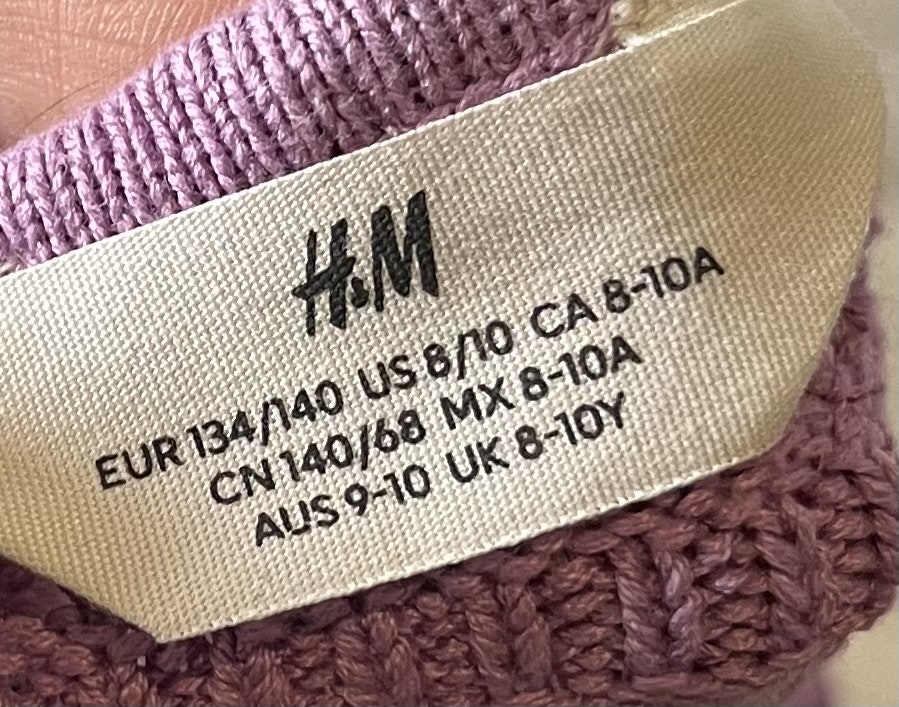 H&M
EUR 134/140 US 8/10 CA 8-10A
CN 140/68 MX 8-10A
AUS 9-10 UK 8-10Y